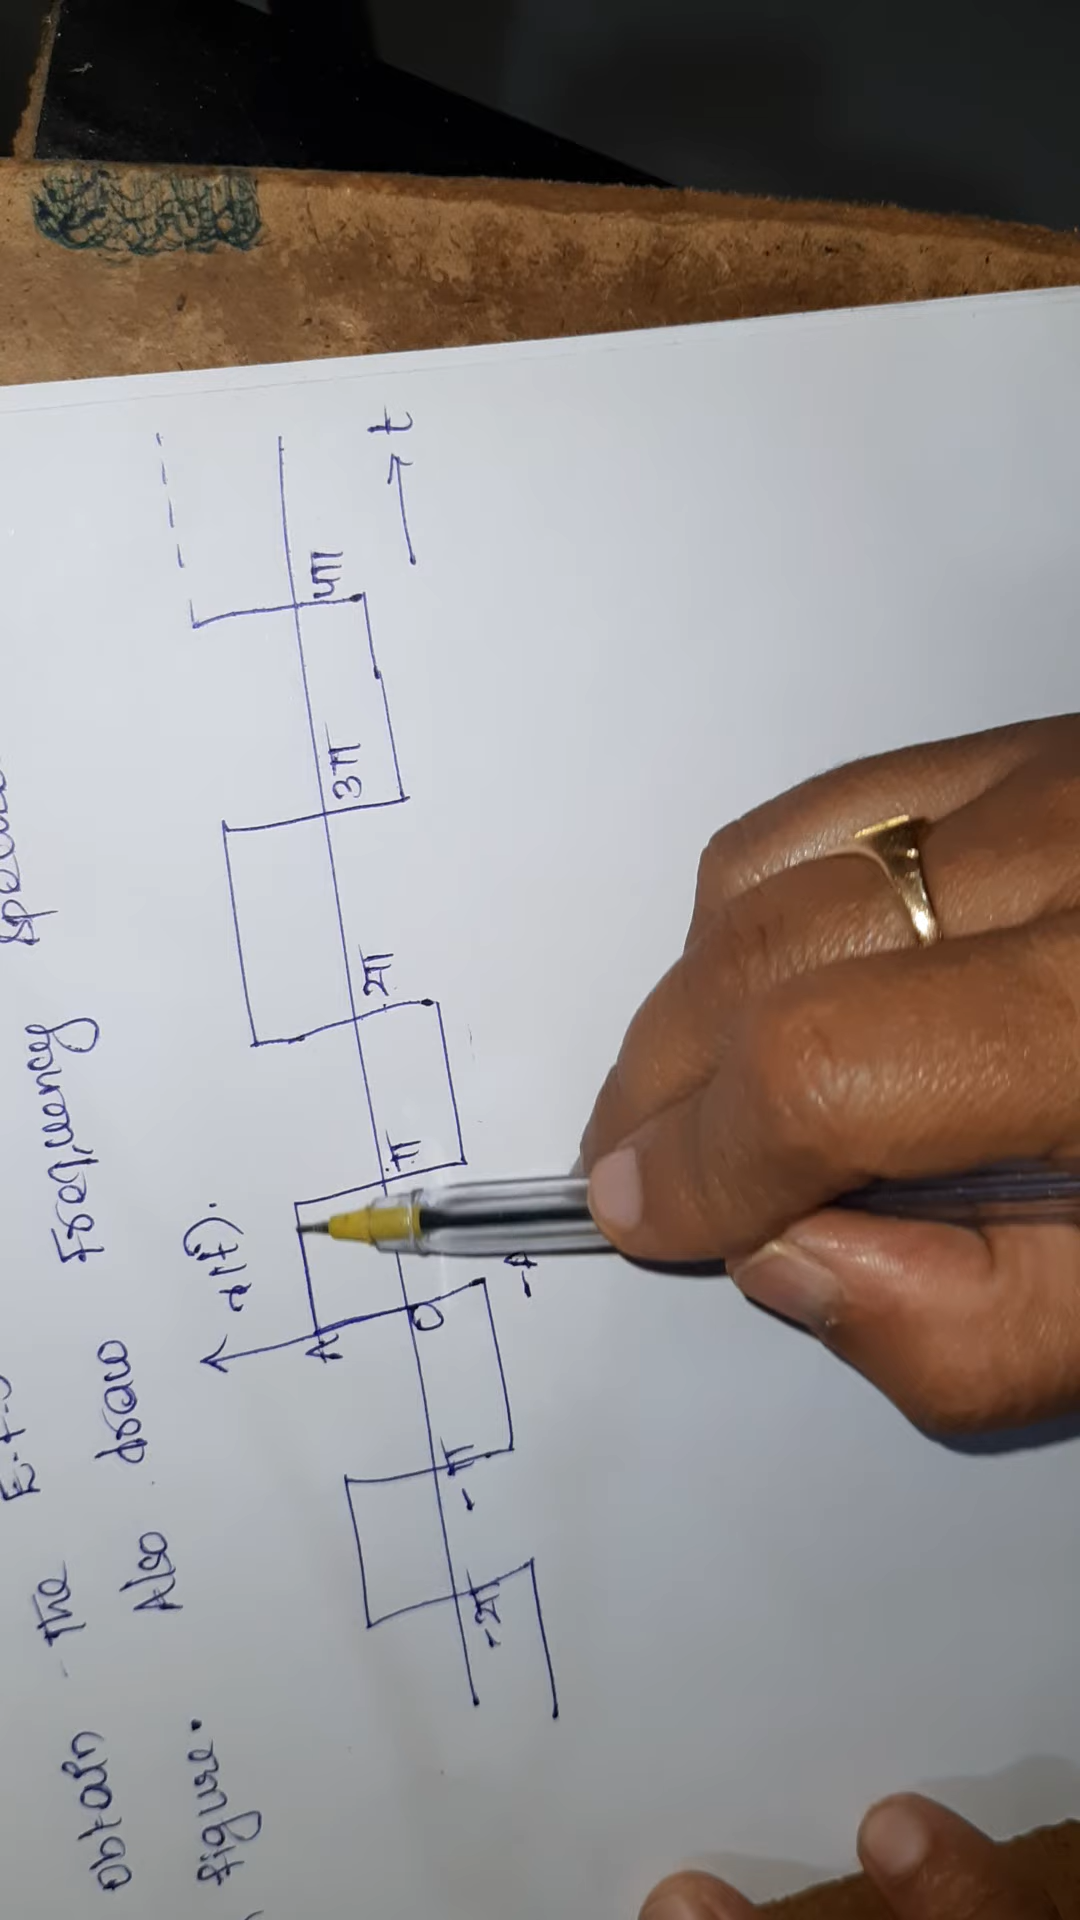 Obtain The E.F.S
figure. Also draw Frequency
x(t).
A
-2π -π 0 π 2π 3π 4π
-A
t